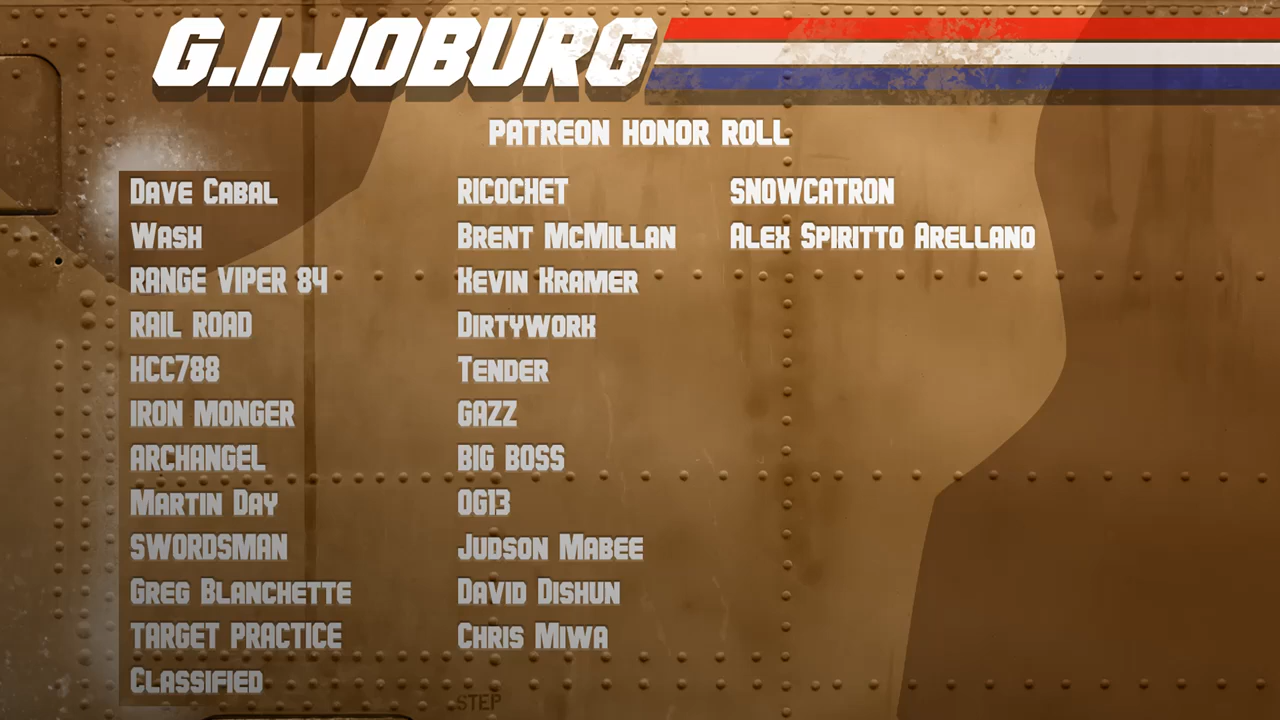 G.I.JOBURG
PATREON HONOR ROLL
Dave Cabal
Wash
RANGE VIPER 84
RAIL ROAD
HCC788
IRON MONGER
ARCHANGEL
Martin Day
SWORDSMAN
Greg Blanchette
TARGET PRACTICE
Classified
RICOCHET
Brent McMillan
Kevin Kramer
Dirtywork
Tender
GAZZ
BIG BOSS
OG13
Judson Mabee
David Dishun
Chris Miwa
STEP
SNOWCATRON
Alex Spiritto Arellano